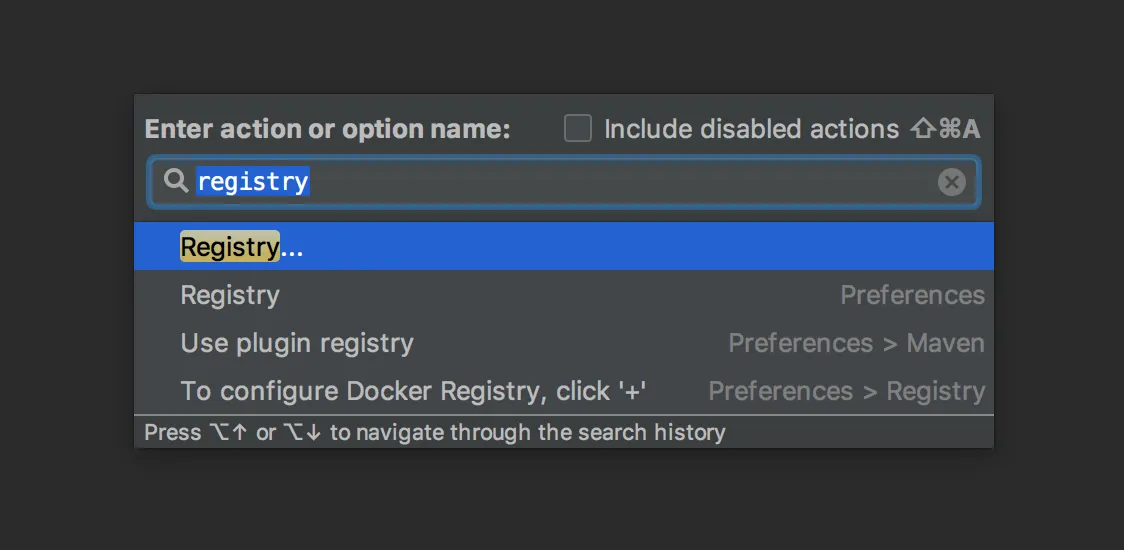 Enter action or option name: Include disabled actions ⇧⌘A
registry
Registry...
Registry Preferences
Use plugin registry Preferences > Maven
To configure Docker Registry, click '+' Preferences > Registry
Press ⌥↑ or ⌥↓ to navigate through the search history